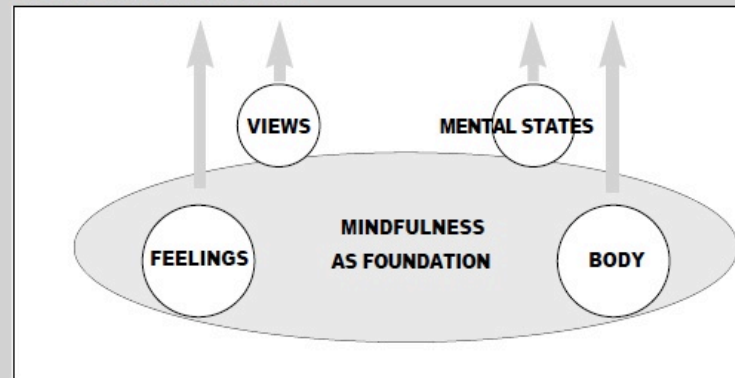 VIEWS
MENTAL STATES
MINDFULNESS
AS FOUNDATION
FEELINGS
BODY